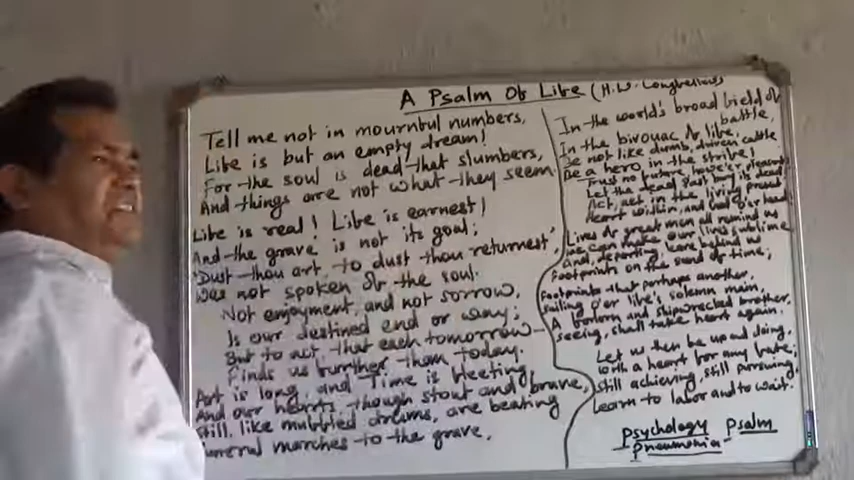 A Psalm Of Life (H.W. Longfellow)
Tell me not in mournful numbers,
Life is but an empty dream!
For the soul is dead that slumbers,
And things are not what they seem.
Life is real! Life is earnest!
And the grave is not its goal;
"Dust thou art, to dust thou returnest",
Was not spoken of the soul.
Not enjoyment, and not sorrow,
Is our destined end or way;
But to act, that each tomorrow
Finds us further than today.
Art is long, and Time is fleeting,
And our hearts, though stout and brave,
Still, like muffled drums, are beating
Funeral marches to the grave.
In the world's broad field of
battle,
In the bivouac of life,
Be not like dumb, driven cattle
Be a hero in the strife!
Trust no future, howe'er pleasant
Let the dead Past bury its dead
Act, act in the living present
Heart within, and God o'er head
Lives of great men all remind us
We can make our lives sublime
And, departing, leave behind us
Footprints on the sand of time;
Footprints that perhaps another,
sailing o'er life's solemn main,
A forlorn and shipwrecked brother,
seeing, shall take heart again.
Let us then be up and doing,
With a heart for any fate;
Still achieving, still pursuing,
Learn to labor and to wait.
Psychology Psalm
Pneumonia